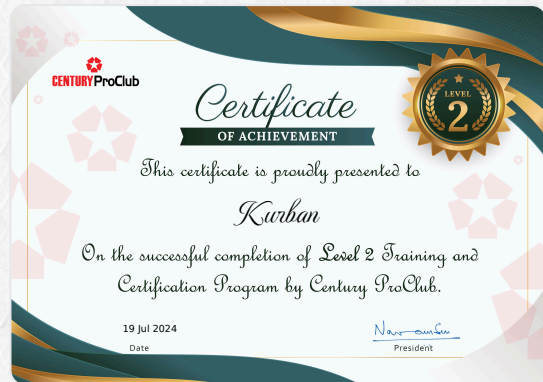 CENTURY ProClub
LEVEL
2
Certificate
OF ACHIEVEMENT
This certificate is proudly presented to
Kurban
On the successful completion of Level 2 Training and
Certification Program by Century ProClub.
19 Jul 2024
Date
President